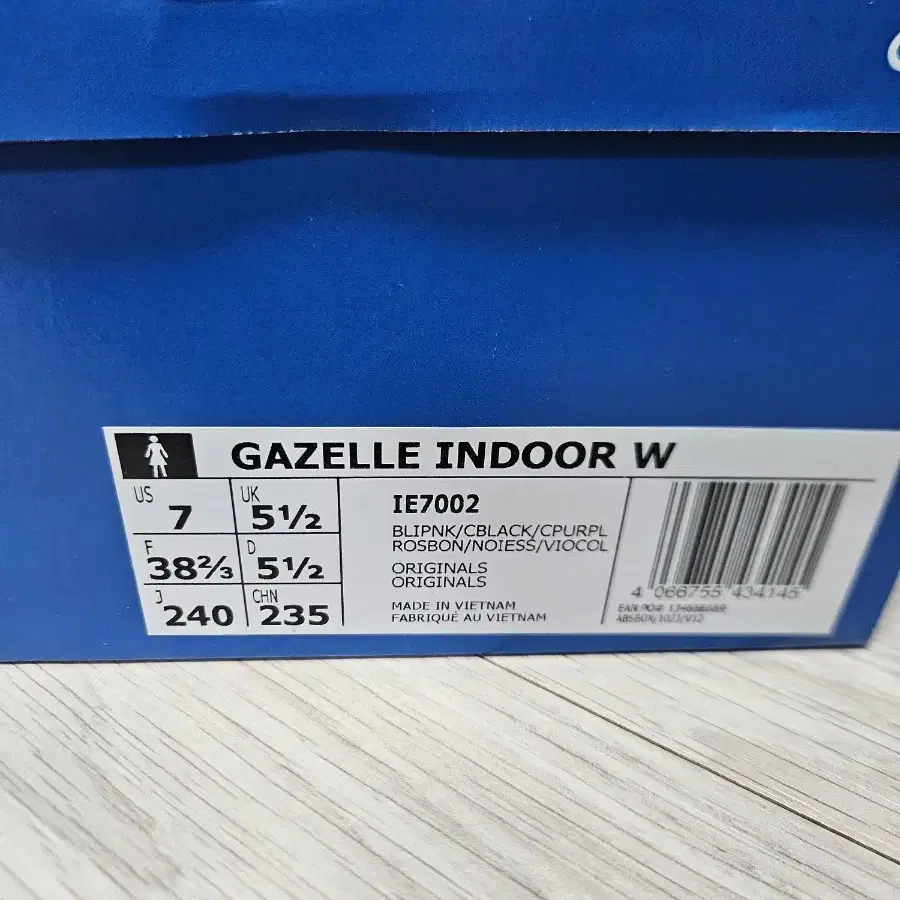 GAZELLE INDOOR W
US 7
UK 5½
F 38⅔
D 5½
J 240
CHN 235
IE7002
BLIPNK/CBLACK/CPURPL
ROSBON/NOIESS/VIOCOL
ORIGINALS
ORIGINALS
MADE IN VIETNAM
FABRIQUÉ AU VIETNAM
4 066755 434145